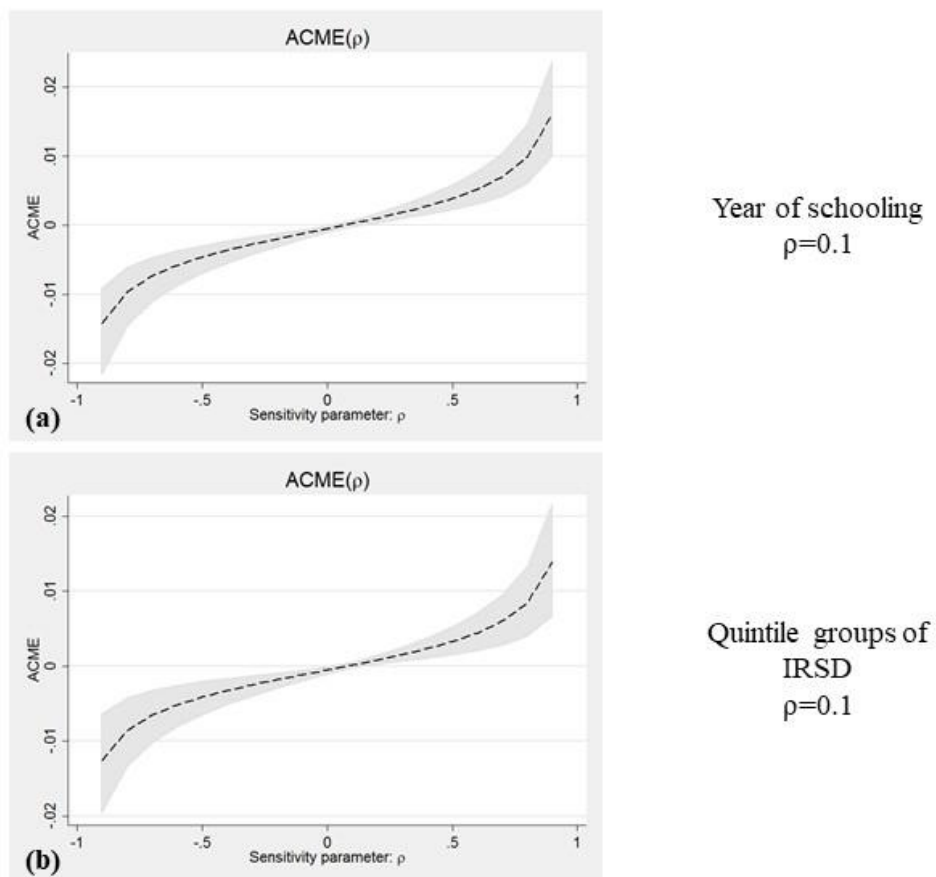 ACME(ρ)
.02
.01
0
-.01
-.02
ACME
-1
-.5
0
.5
1
Sensitivity parameter: ρ
(a)
Year of schooling
ρ=0.1
ACME(ρ)
.02
.01
0
-.01
-.02
ACME
-1
-.5
0
.5
1
Sensitivity parameter: ρ
(b)
Quintile groups of
IRSD
ρ=0.1